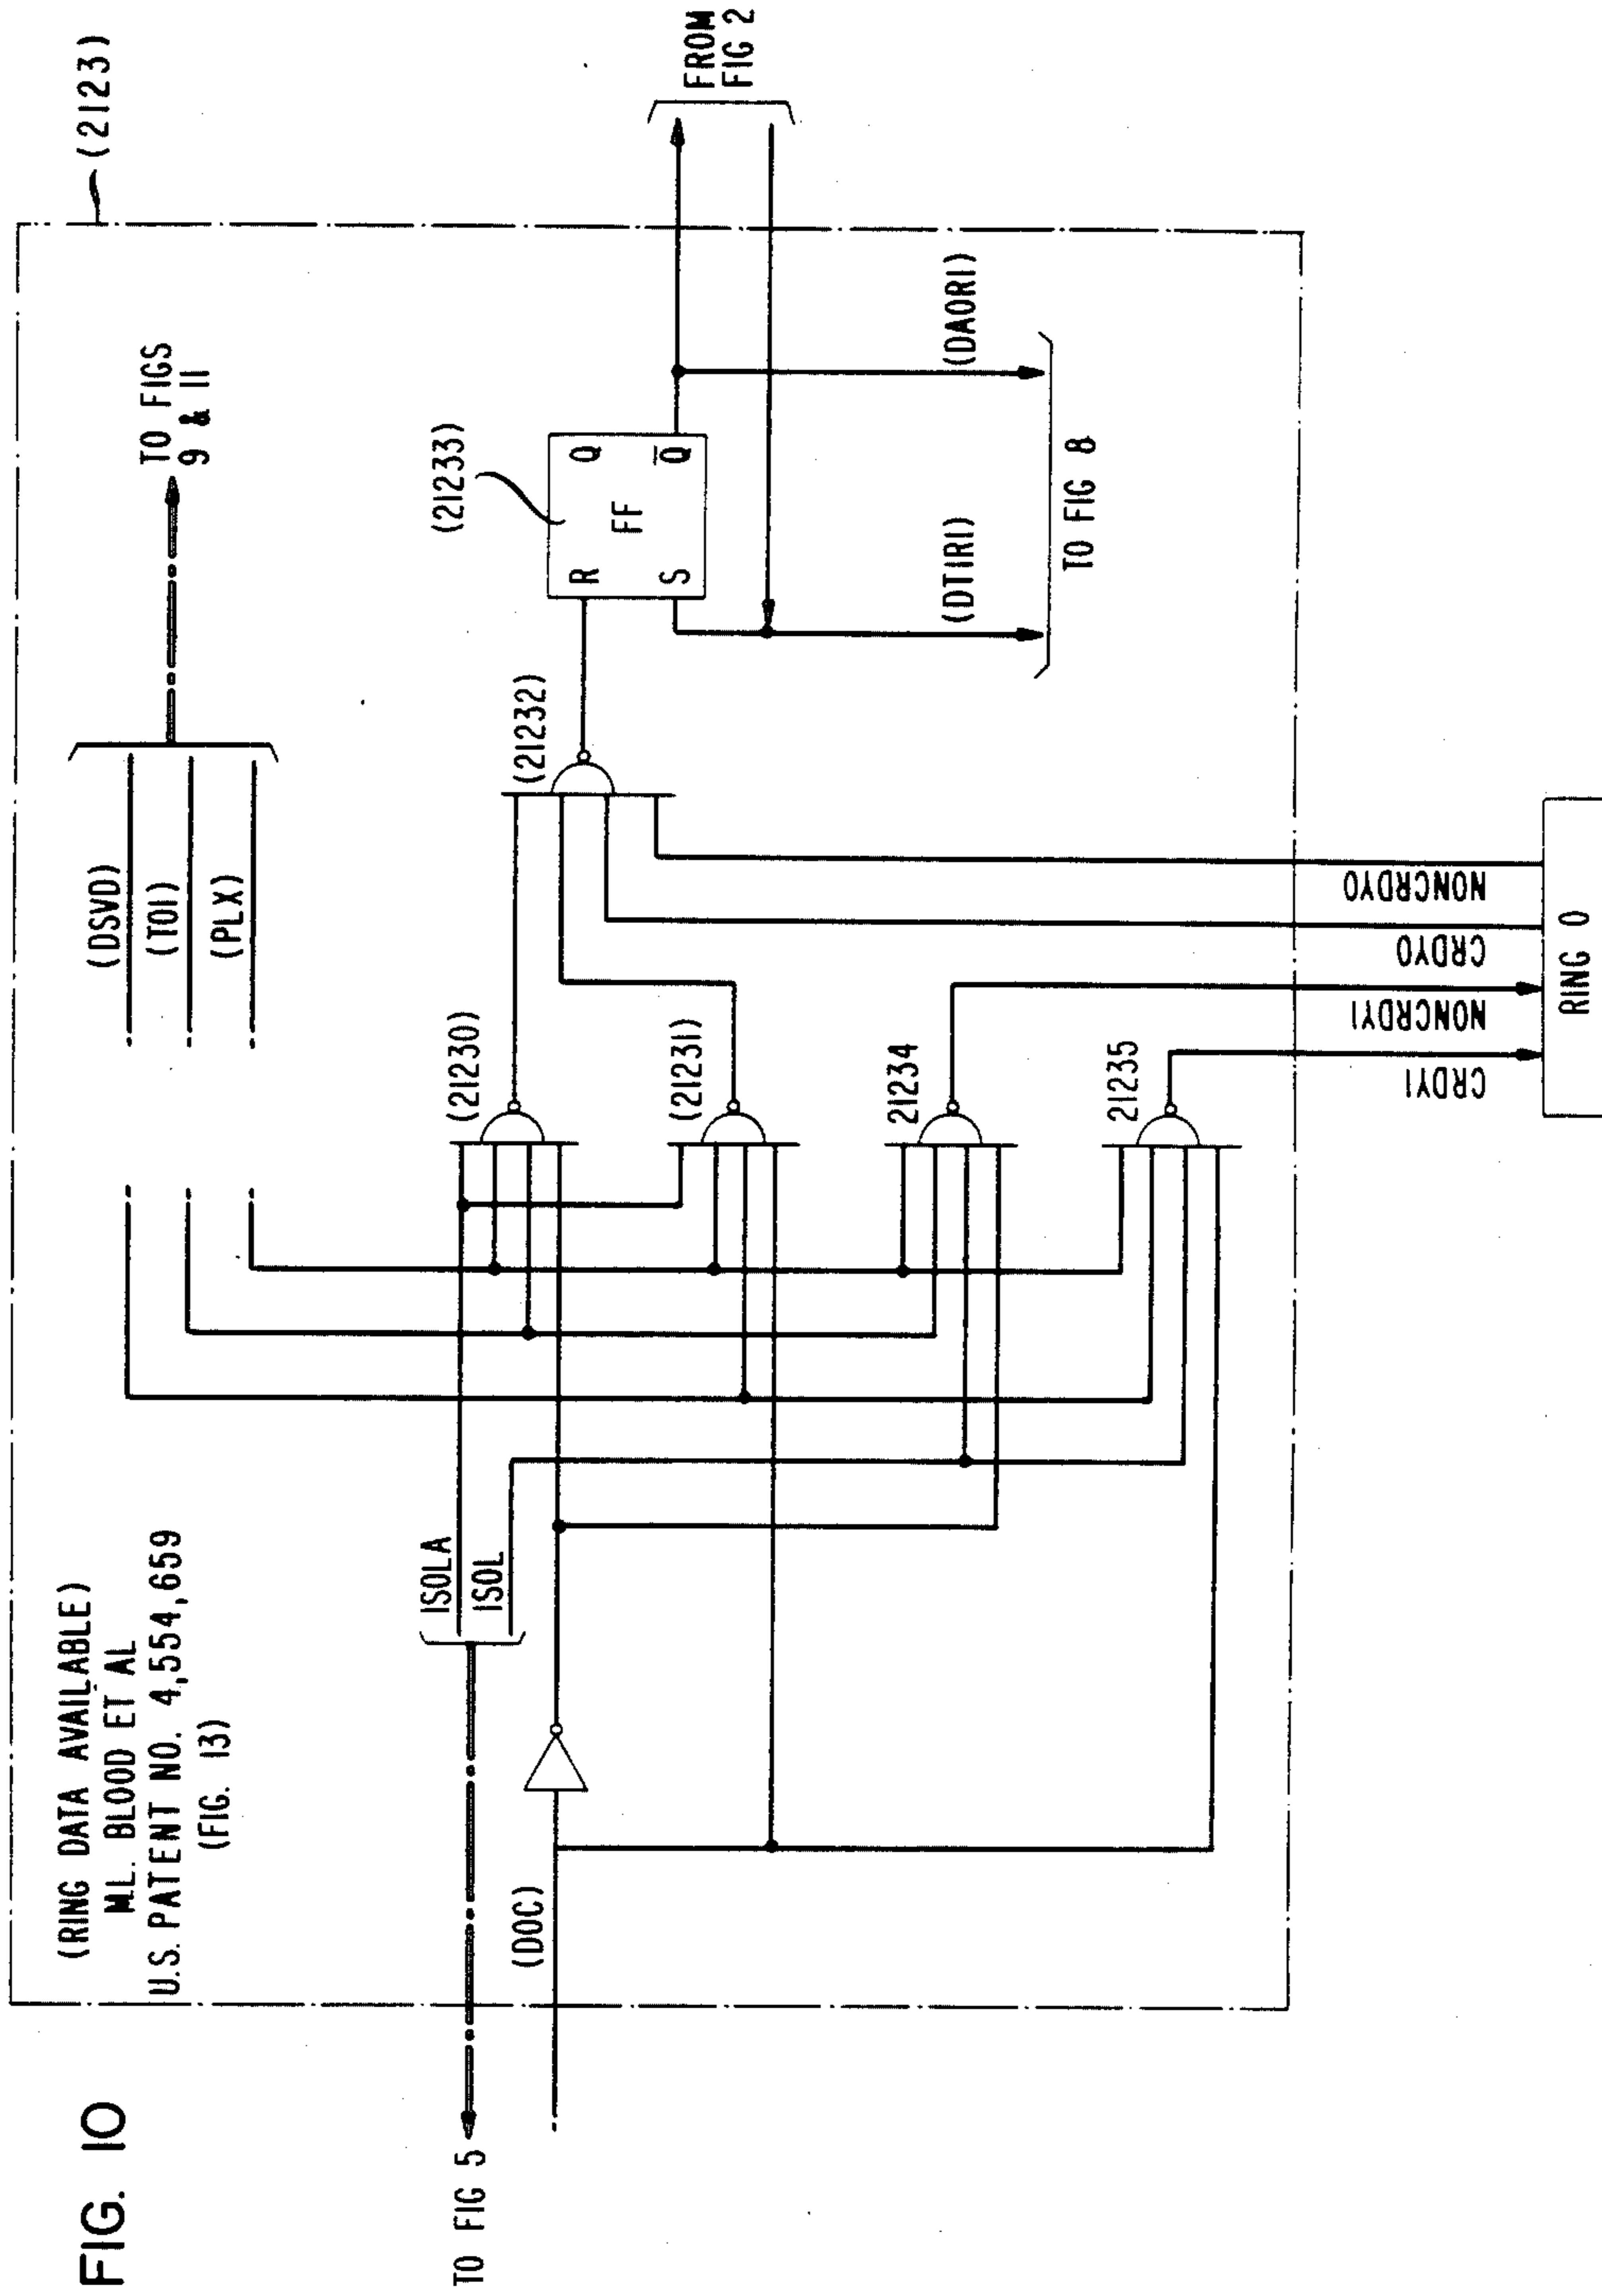 FIG. 10
(RING DATA AVAILABLE)
M.L. BLOOD ET AL
U.S. PATENT NO. 4,554,659
(FIG. 13)
(2123)
TO FIG 5
ISOLA
ISOL
(DOC)
(DSVD)
(TOI)
(PLX)
TO FIGS
9 & 11
(21230)
(21231)
21234
21235
(21232)
(21233)
R
Q
FF
S
Q̅
FROM
FIG 2
(DTIRI)
(DAORI)
TO FIG 8
CRDY1
NONCRDY1
CRDY0
NONCRDY0
RING 0